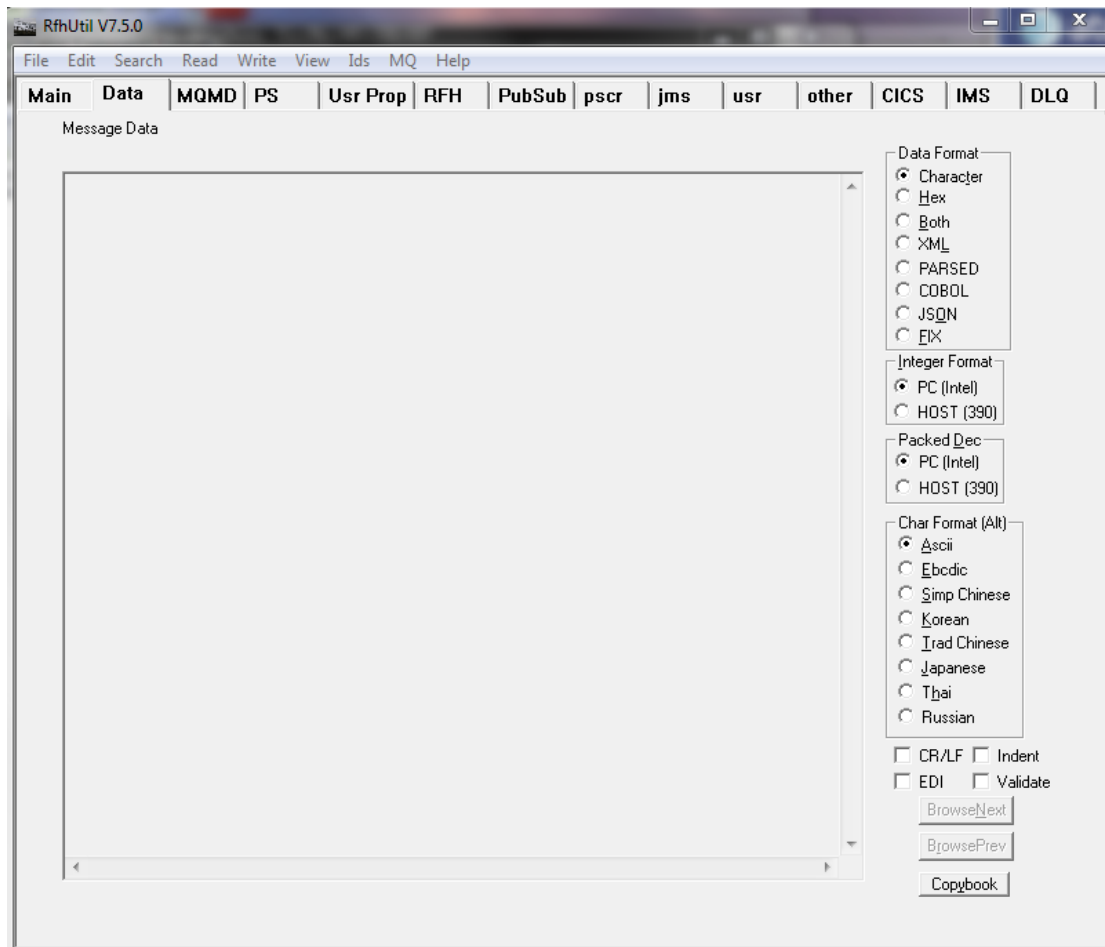 RfhUtil V7.5.0
File Edit Search Read Write View Ids MQ Help
Main Data MQMD PS Usr Prop RFH PubSub pscr jms usr other CICS IMS DLQ
Message Data
Data Format
Character
Hex
Both
XML
PARSED
COBOL
JSON
FIX
Integer Format
PC (Intel)
HOST (390)
Packed Dec
PC (Intel)
HOST (390)
Char Format (Alt)
Ascii
Ebcdic
Simp Chinese
Korean
Trad Chinese
Japanese
Thai
Russian
CR/LF Indent
EDI Validate
BrowseNext
BrowsePrev
Copybook